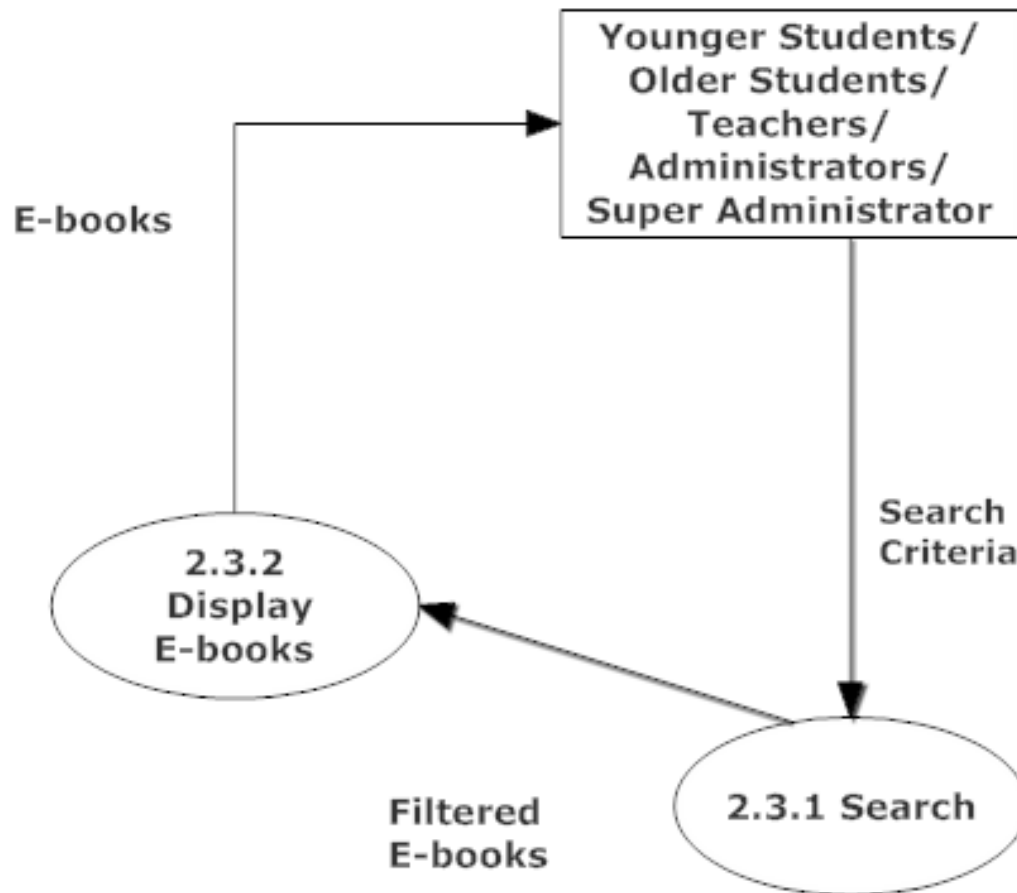 Younger Students/
Older Students/
Teachers/
Administrators/
Super Administrator
E-books
Search
Criteria
2.3.2
Display
E-books
2.3.1 Search
Filtered
E-books